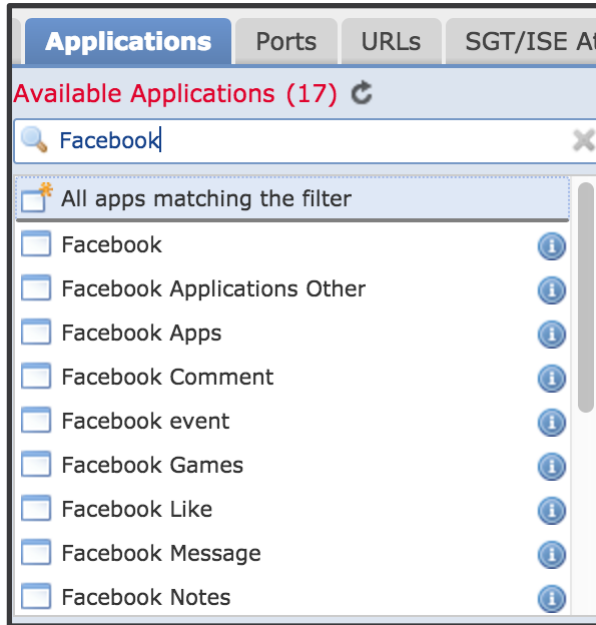 Applications Ports URLs SGT/ISE At
Available Applications (17)
Facebook
All apps matching the filter
Facebook
Facebook Applications Other
Facebook Apps
Facebook Comment
Facebook event
Facebook Games
Facebook Like
Facebook Message
Facebook Notes